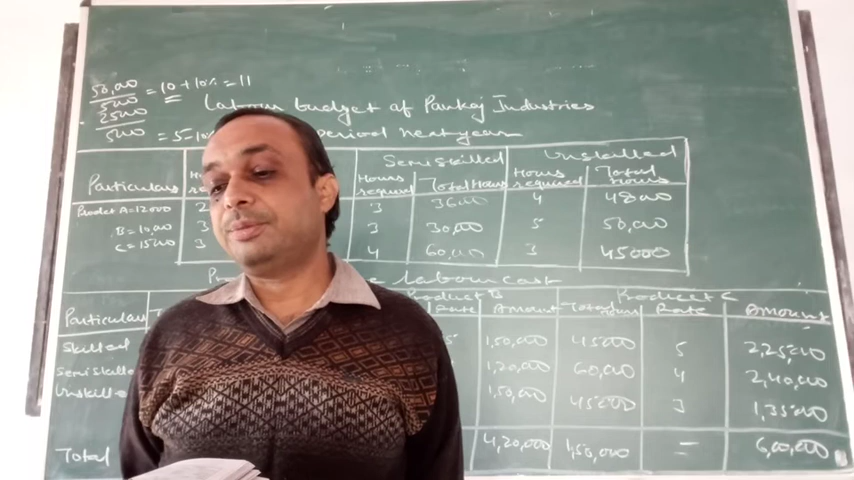 50,000 = 10 + 10% = 11
500
2500
500 = 5-10%
Labour budget of Pankaj Industries
period next year
Semiskilled Unskilled
Particulars Hours required Total Hours Hours required Total hours
Product A=12000 2 3 36000 4 48000
B=10,000 3 3 30,000 5 50,000
C=15000 3 4 60,000 3 45000
Labour cost
Product B Product C
Particulars Rate Amount Total hours Rate Amount
Skilled 5 1,50,000 45000 5 2,25,000
Semiskilled 1,20,000 60,000 4 2,40,000
Unskilled 1,50,000 45000 3 1,35,000
Total 4,20,000 1,50,000 = 6,00,000